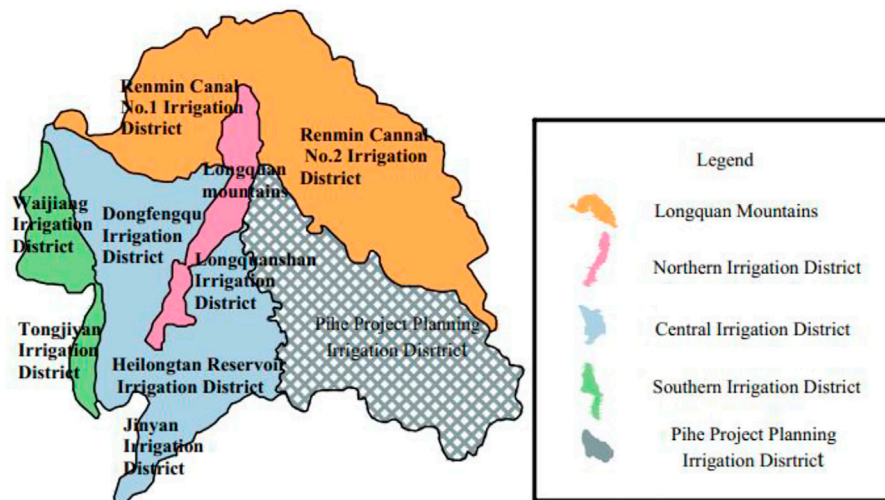 Renmin Canal
No.1 Irrigation
District
Renmin Cannal
No.2 Irrigation
District
Longquan
mountains
Waijiang
Irrigation
District
Dongfengqu
Irrigation
District
Longquanshan
Irrigation
District
Pihe Project Planning
Irrigation Disrtrict
Tongjiyan
Irrigation
District
Heilongtan Reservoir
Irrigation District
Jinyan
Irrigation
District
Legend
Longquan Mountains
Northern Irrigation District
Central Irrigation District
Southern Irrigation District
Pihe Project Planning
Irrigation Disrtrict